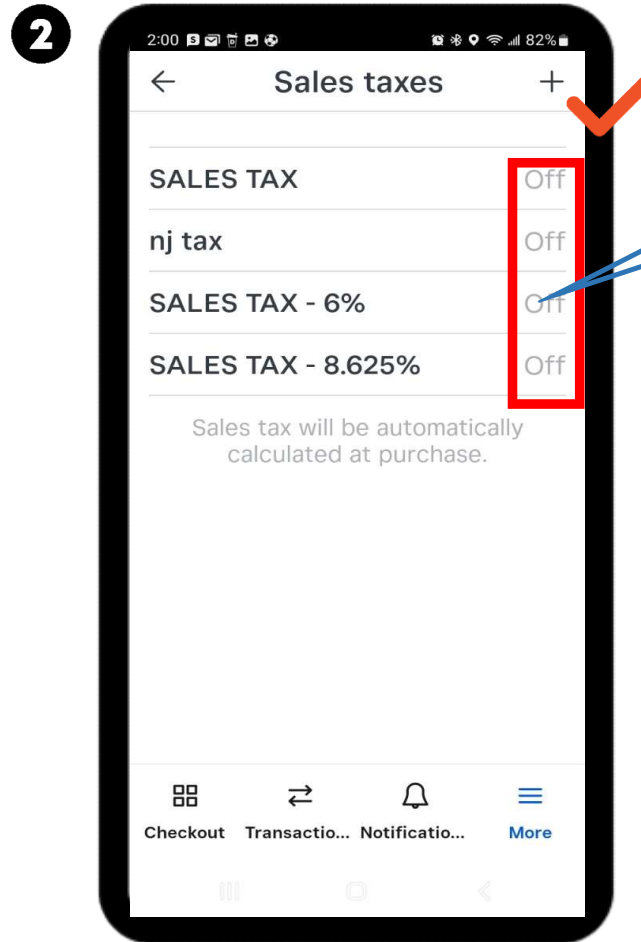 2
2:00 82%
Sales taxes
SALES TAX Off
nj tax Off
SALES TAX - 6% Off
SALES TAX - 8.625% Off
Sales tax will be automatically
calculated at purchase.
Checkout Transactio... Notificatio... More